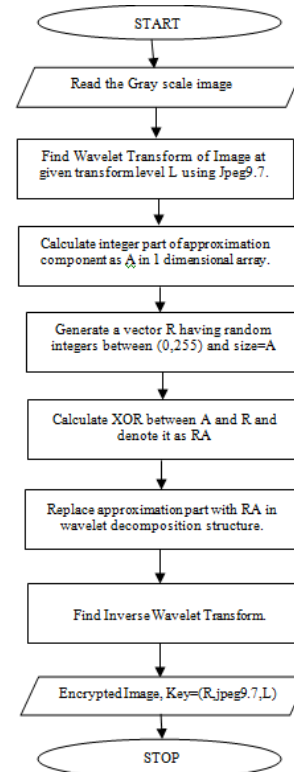 START
Read the Gray scale image
Find Wavelet Transform of Image at
given transform level L using Jpeg9.7.
Calculate integer part of approximation
component as A in 1 dimensional array.
Generate a vector R having random
integers between (0,255) and size=A
Calculate XOR between A and R and
denote it as RA
Replace approximation part with RA in
wavelet decomposition structure.
Find Inverse Wavelet Transform.
Encrypted Image, Key=(R,jpeg9.7,L)
STOP